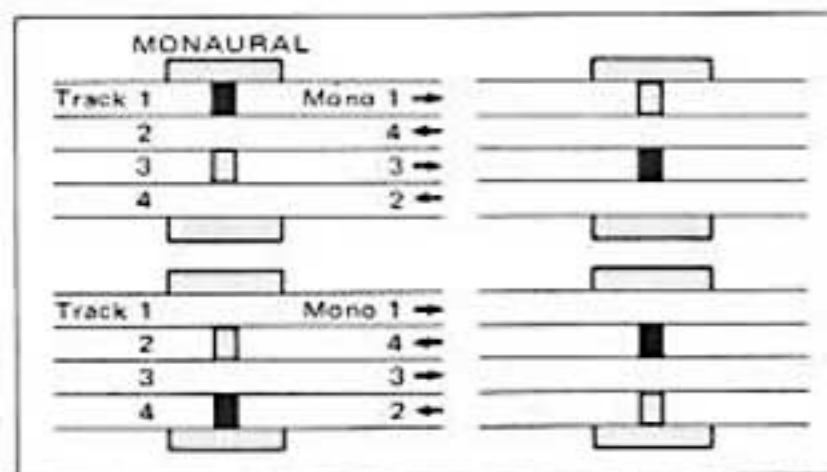 MONAURAL
Track 1 Mono 1 →
2 4 ←
3 3 →
4 2 ←
Track 1 Mono 1 →
2 4 ←
3 3 →
4 2 ←